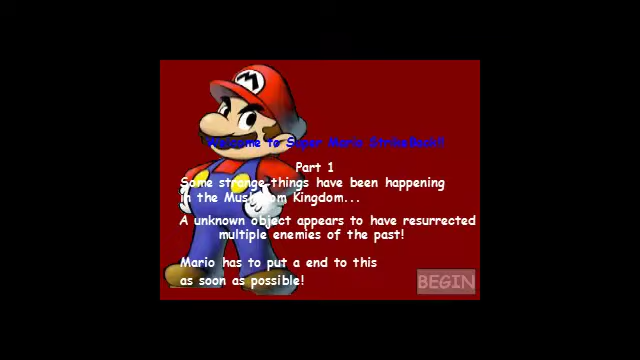 Welcome to Super Mario StrikeBack!!
Part 1
Some strange things have been happening
in the Mushroom Kingdom...
A unknown object appears to have resurrected
multiple enemies of the past!
Mario has to put a end to this
as soon as possible!
BEGIN